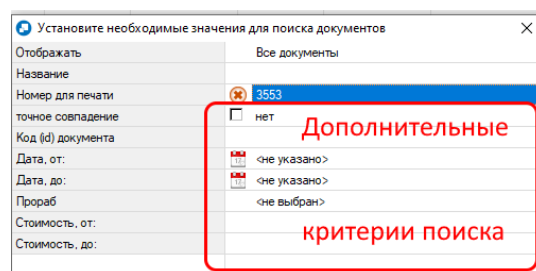 Установите необходимые значения для поиска документов
Отображать Все документы
Название
Номер для печати 3553
точное совпадение нет
Дополнительные
Код (id) документа
Дата, от: <не указано>
Дата, до: <не указано>
Прораб <не выбран>
Стоимость, от:
критерии поиска
Стоимость, до: